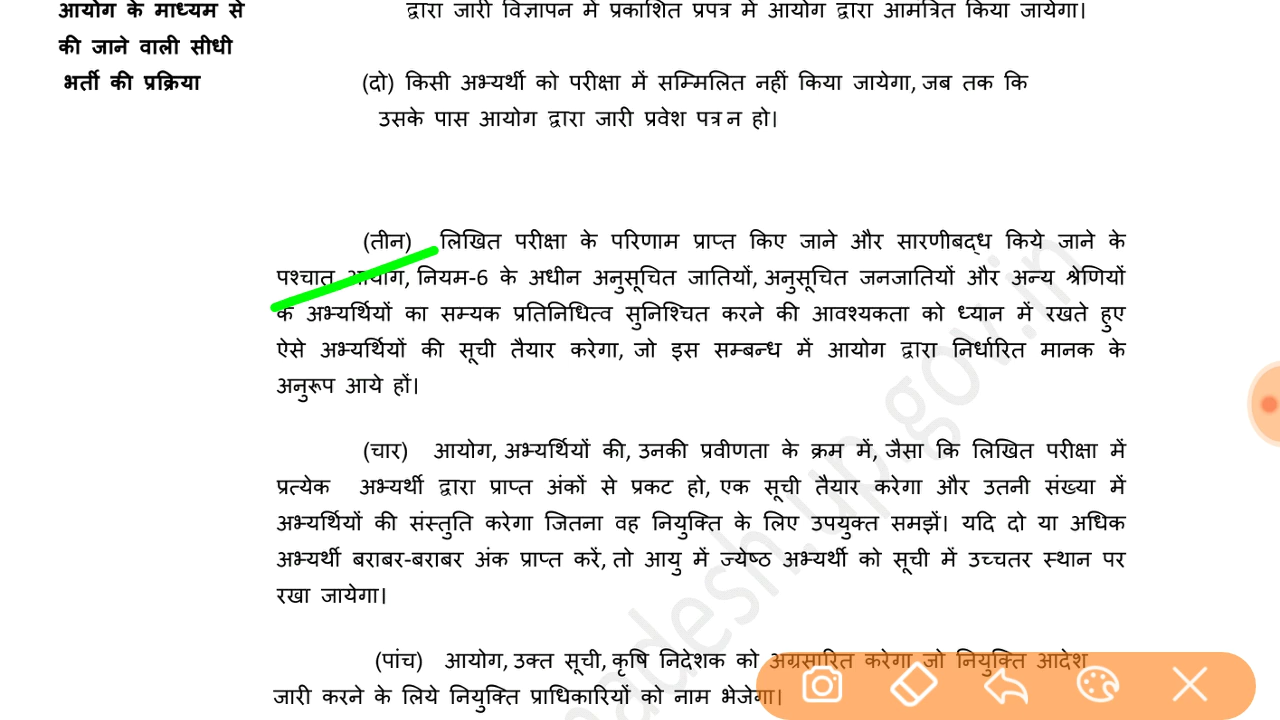 आयोग के माध्यम से
की जाने वाली सीधी
भर्ती की प्रक्रिया
द्वारा जारी विज्ञापन में प्रकाशित प्रपत्र में आयोग द्वारा आमंत्रित किया जायेगा।
(दो) किसी अभ्यर्थी को परीक्षा में सम्मिलित नहीं किया जायेगा, जब तक कि
उसके पास आयोग द्वारा जारी प्रवेश पत्र न हो।
(तीन) लिखित परीक्षा के परिणाम प्राप्त किए जाने और सारणीबद्ध किये जाने के
पश्चात आयोग, नियम-6 के अधीन अनुसूचित जातियों, अनुसूचित जनजातियों और अन्य श्रेणियों
के अभ्यर्थियों का सम्यक प्रतिनिधित्व सुनिश्चित करने की आवश्यकता को ध्यान में रखते हुए
ऐसे अभ्यर्थियों की सूची तैयार करेगा, जो इस सम्बन्ध में आयोग द्वारा निर्धारित मानक के
अनुरूप आये हों।
(चार) आयोग, अभ्यर्थियों की, उनकी प्रवीणता के क्रम में, जैसा कि लिखित परीक्षा में
प्रत्येक अभ्यर्थी द्वारा प्राप्त अंकों से प्रकट हो, एक सूची तैयार करेगा और उतनी संख्या में
अभ्यर्थियों की संस्तुति करेगा जितना वह नियुक्ति के लिए उपयुक्त समझें। यदि दो या अधिक
अभ्यर्थी बराबर-बराबर अंक प्राप्त करें, तो आयु में ज्येष्ठ अभ्यर्थी को सूची में उच्चतर स्थान पर
रखा जायेगा।
(पांच) आयोग, उक्त सूची, कृषि निदेशक को अग्रसारित करेगा जो नियुक्ति आदेश
जारी करने के लिये नियुक्ति प्राधिकारियों को नाम भेजेगा।
adesh.up.gov.in